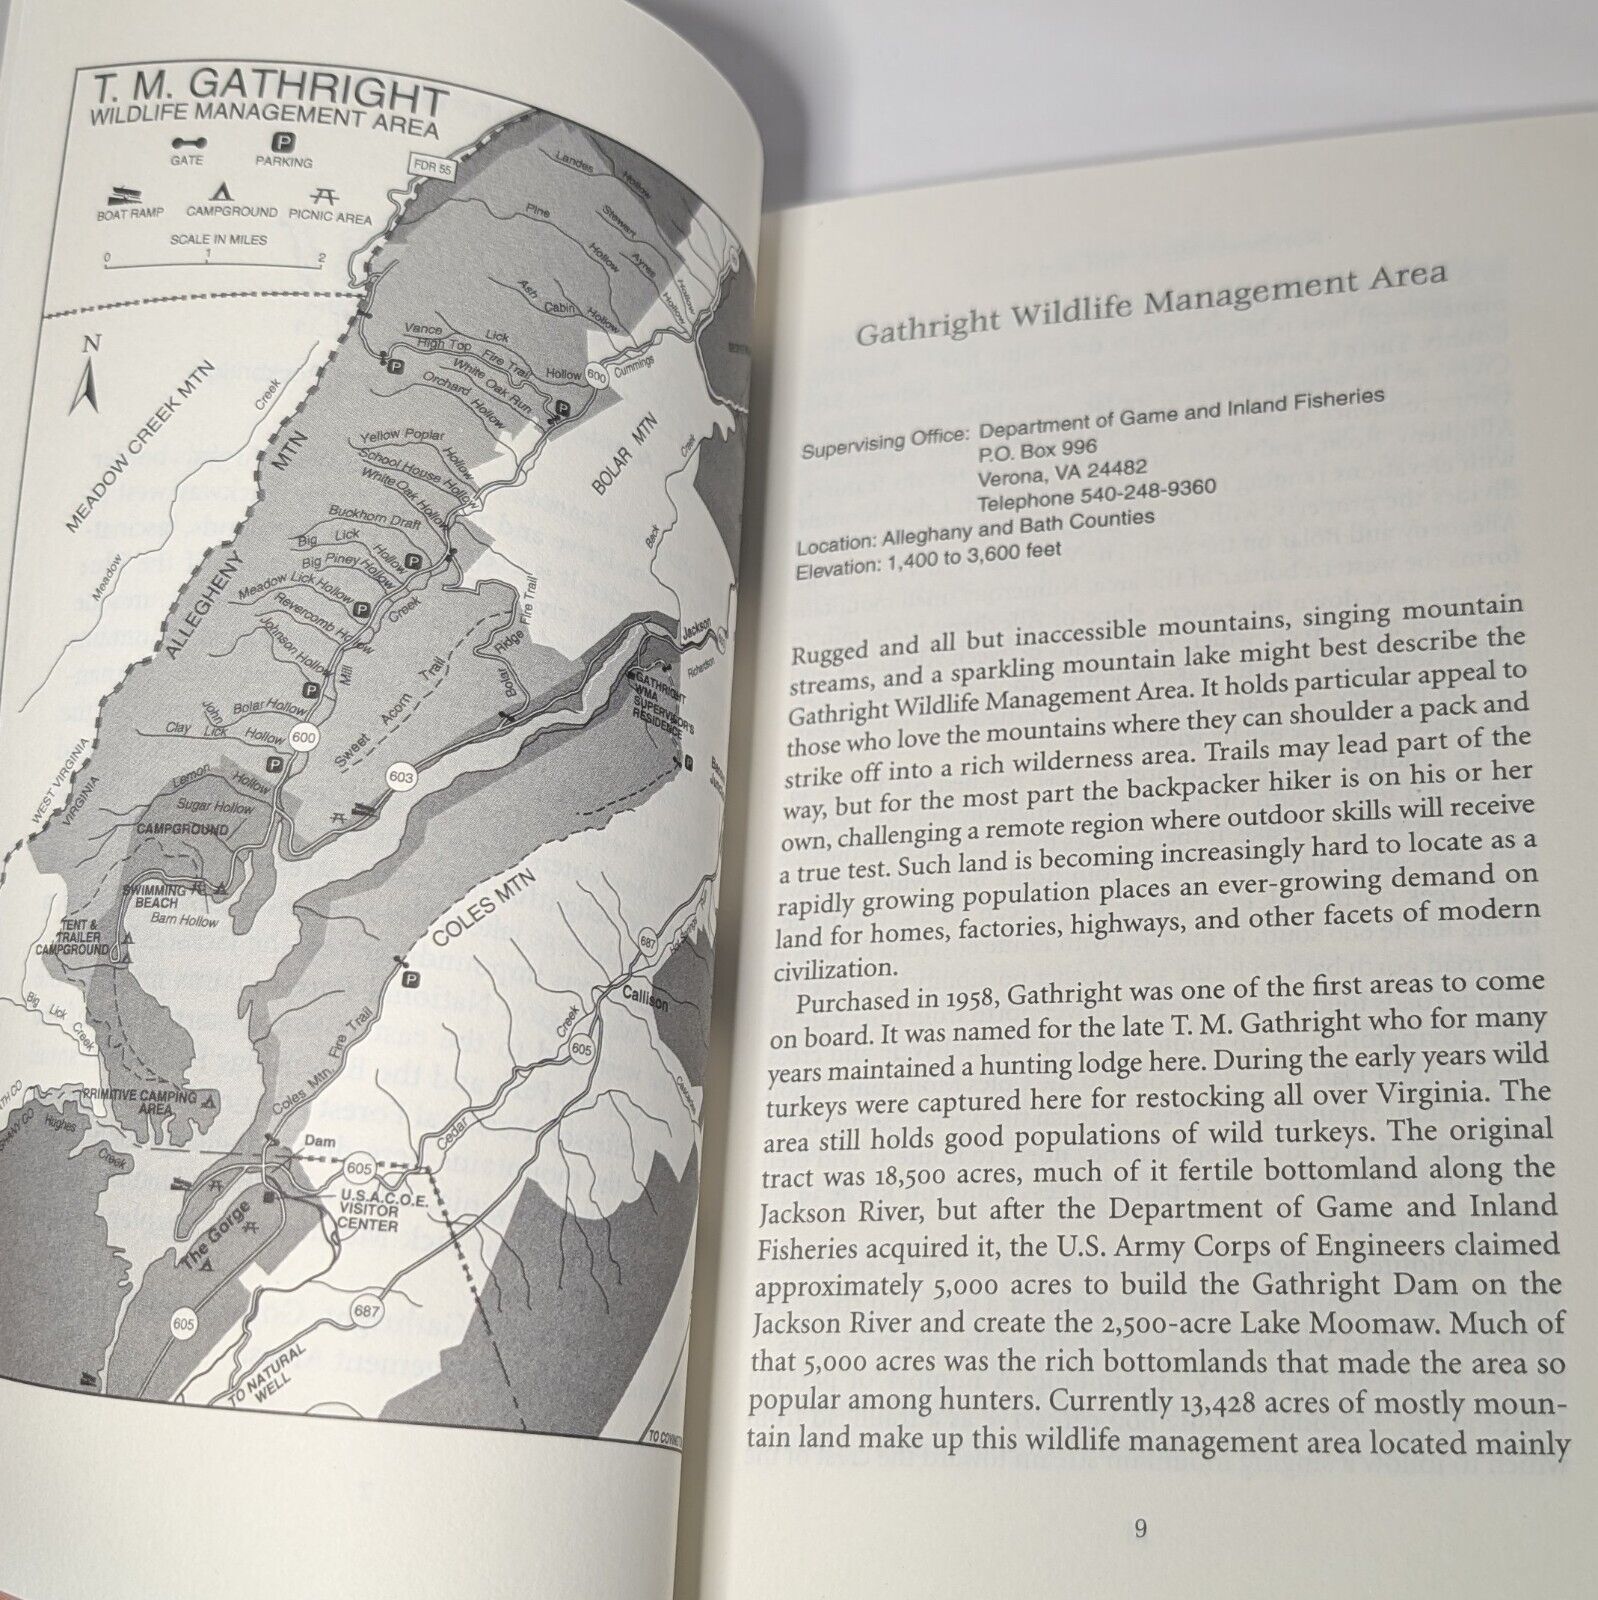 T. M. GATHRIGHT
WILDLIFE MANAGEMENT AREA
GATE
PARKING
BOAT RAMP
CAMPGROUND
PICNIC AREA
SCALE IN MILES
0 1 2
FDR 55
N
MEADOW CREEK MTN
Meadow
Creek
ALLEGHENY
MTN
WEST VIRGINIA
VIRGINIA
Landes
Hollow
Pine
Hollow
Stewart
Hollow
Ayres
Hollow
Ash
Cabin
Hollow
Vance
Lick
Hollow
High Top
Fire Trail
White Oak Run
Orchard
Hollow
600
Cummings
BOLAR MTN
Back
Creek
Yellow Poplar
Hollow
School House Hollow
White Oak Hollow
Buckhorn Draft
Big
Lick
Hollow
Big Piney Hollow
Meadow Lick Hollow
Revercomb Hollow
Johnson Hollow
Mill
Creek
Bolar
Ridge
Fire Trail
Sweet
Acorn
Trail
Jackson
Richardson
GATHRIGHT
WMA
SUPERVISOR'S
RESIDENCE
John
Bolar Hollow
Clay
Lick
Hollow
600
603
Lemon
Hollow
Sugar Hollow
CAMPGROUND
SWIMMING
BEACH
Barn Hollow
TENT &
TRAILER
CAMPGROUND
COLES MTN
687
Callison
Creek
605
Cedar
Big
Lick
Creek
PRIMITIVE CAMPING
AREA
Hughes
Creek
Coles Mtn.
Fire Trail
Dam
605
U.S.A.C.O.E.
VISITOR
CENTER
The Gorge
605
687
TO NATURAL
WELL
Gathright Wildlife Management Area
Supervising Office: Department of Game and Inland Fisheries
P.O. Box 996
Verona, VA 24482
Telephone 540-248-9360
Location: Alleghany and Bath Counties
Elevation: 1,400 to 3,600 feet
Rugged and all but inaccessible mountains, singing mountain
streams, and a sparkling mountain lake might best describe the
Gathright Wildlife Management Area. It holds particular appeal to
those who love the mountains where they can shoulder a pack and
strike off into a rich wilderness area. Trails may lead part of the
way, but for the most part the backpacker hiker is on his or her
own, challenging a remote region where outdoor skills will receive
a true test. Such land is becoming increasingly hard to locate as a
rapidly growing population places an ever-growing demand on
land for homes, factories, highways, and other facets of modern
civilization.
Purchased in 1958, Gathright was one of the first areas to come
on board. It was named for the late T. M. Gathright who for many
years maintained a hunting lodge here. During the early years wild
turkeys were captured here for restocking all over Virginia. The
area still holds good populations of wild turkeys. The original
tract was 18,500 acres, much of it fertile bottomland along the
Jackson River, but after the Department of Game and Inland
Fisheries acquired it, the U.S. Army Corps of Engineers claimed
approximately 5,000 acres to build the Gathright Dam on the
Jackson River and create the 2,500-acre Lake Moomaw. Much of
that 5,000 acres was the rich bottomlands that made the area so
popular among hunters. Currently 13,428 acres of mostly moun-
tain land make up this wildlife management area located mainly
9